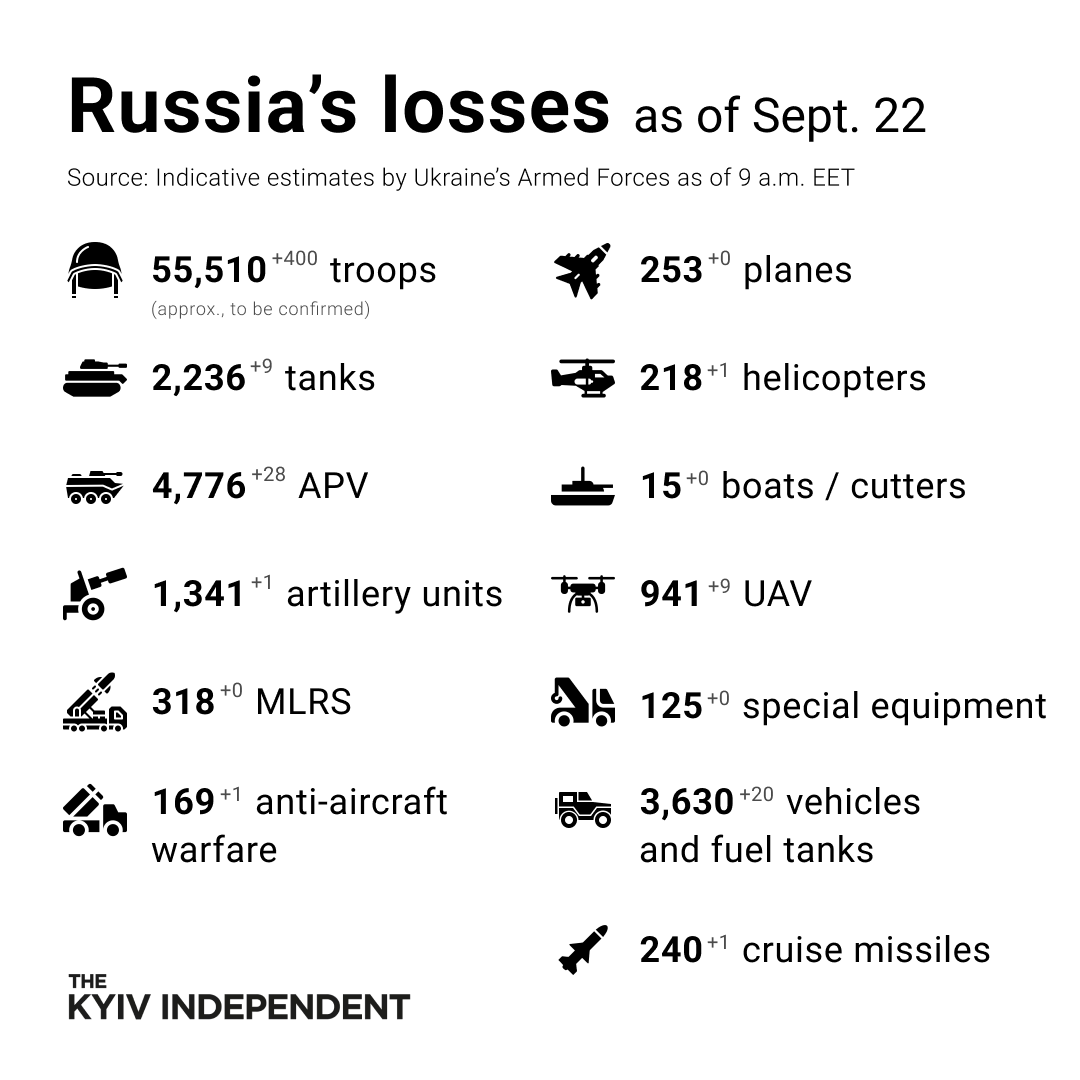 Russia’s losses as of Sept. 22
Source: Indicative estimates by Ukraine’s Armed Forces as of 9 a.m. EET
55,510 +400 troops
(approx., to be confirmed)
2,236 +9 tanks
4,776 +28 APV
1,341 +1 artillery units
318 +0 MLRS
169 +1 anti-aircraft
warfare
253 +0 planes
218 +1 helicopters
15 +0 boats / cutters
941 +9 UAV
125 +0 special equipment
3,630 +20 vehicles
and fuel tanks
240 +1 cruise missiles
THE
KYIV INDEPENDENT